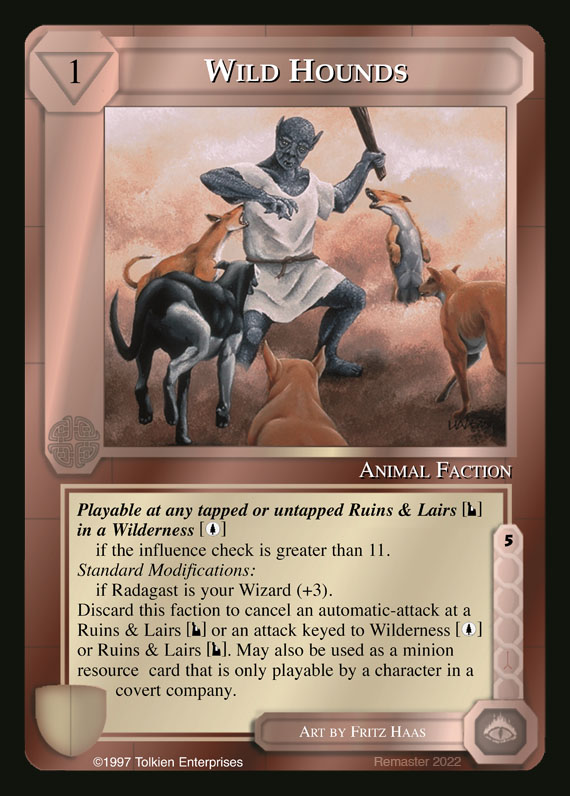 1
Wild Hounds
Animal Faction
Playable at any tapped or untapped Ruins & Lairs [ ]
in a Wilderness [ ]
if the influence check is greater than 11.
Standard Modifications:
if Radagast is your Wizard (+3).
Discard this faction to cancel an automatic-attack at a
Ruins & Lairs [ ] or an attack keyed to Wilderness [ ]
or Ruins & Lairs [ ]. May also be used as a minion
resource card that is only playable by a character in a
covert company.
5
Art by Fritz Haas
©1997 Tolkien Enterprises
Remaster 2022